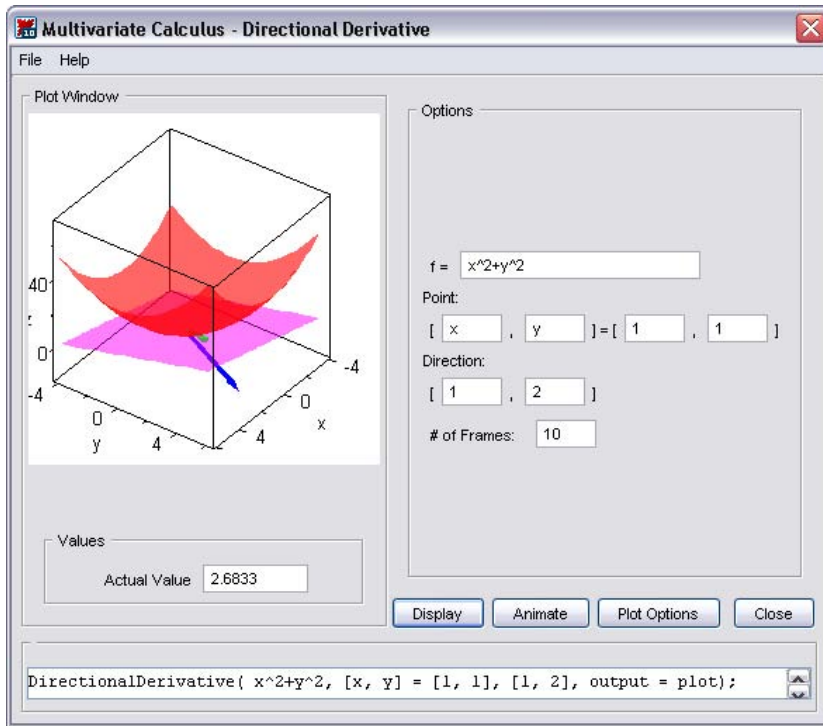 Multivariate Calculus - Directional Derivative
File Help
Plot Window
40
0
-4
0
4
y
4
0
-4
x
Values
Actual Value 2.6833
Options
f = x^2+y^2
Point:
[ x , y ] = [ 1 , 1 ]
Direction:
[ 1 , 2 ]
# of Frames: 10
Display Animate Plot Options Close
DirectionalDerivative( x^2+y^2, [x, y] = [1, 1], [1, 2], output = plot);